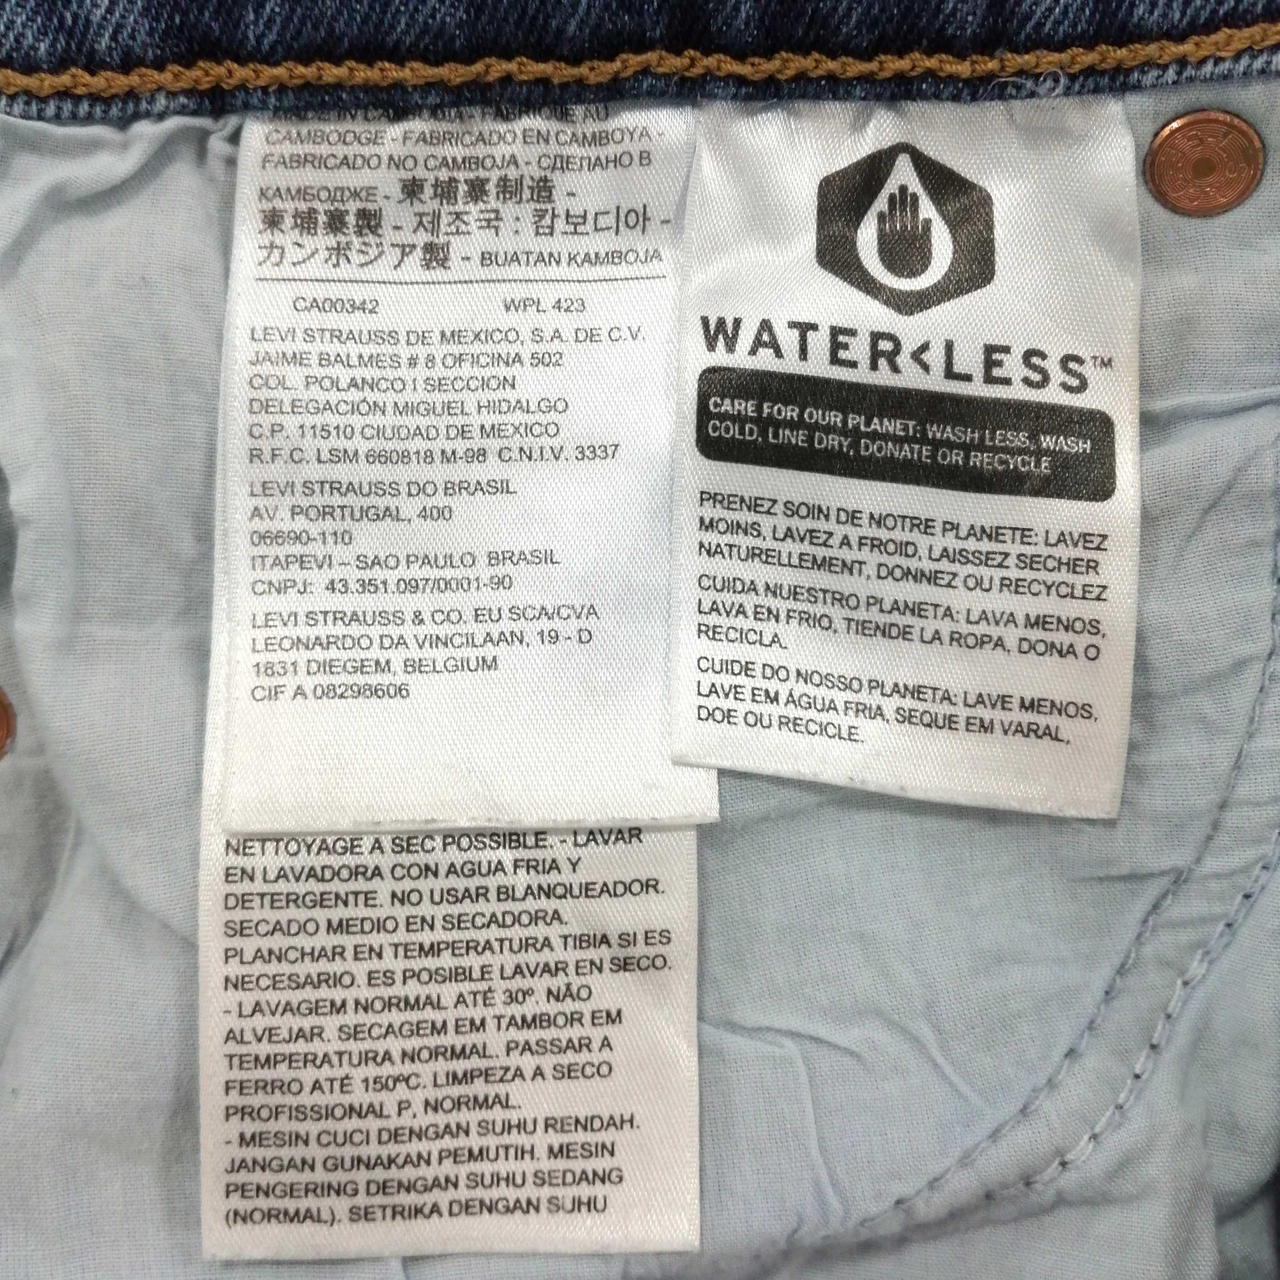 MADE IN CAMBODIA - FABRIQUE AU
CAMBODGE - FABRICADO EN CAMBOYA -
FABRICADO NO CAMBOJA - СДЕЛАНО В
КАМБОДЖЕ - 柬埔寨制造 -
柬埔寨製 - 제조국 : 캄보디아 -
カンボジア製 - BUATAN KAMBOJA
CA00342 WPL 423
LEVI STRAUSS DE MEXICO, S.A. DE C.V.
JAIME BALMES # 8 OFICINA 502
COL. POLANCO I SECCION
DELEGACIÓN MIGUEL HIDALGO
C.P. 11510 CIUDAD DE MEXICO
R.F.C. LSM 660818 M-98 C.N.I.V. 3337
LEVI STRAUSS DO BRASIL
AV. PORTUGAL, 400
06690-110
ITAPEVI – SAO PAULO BRASIL
CNPJ: 43.351.097/0001-90
LEVI STRAUSS & CO. EU SCA/CVA
LEONARDO DA VINCILAAN, 19 - D
1831 DIEGEM, BELGIUM
CIF A 08298606
NETTOYAGE A SEC POSSIBLE. - LAVAR
EN LAVADORA CON AGUA FRIA Y
DETERGENTE. NO USAR BLANQUEADOR.
SECADO MEDIO EN SECADORA.
PLANCHAR EN TEMPERATURA TIBIA SI ES
NECESARIO. ES POSIBLE LAVAR EN SECO.
- LAVAGEM NORMAL ATÉ 30º. NÃO
ALVEJAR. SECAGEM EM TAMBOR EM
TEMPERATURA NORMAL. PASSAR A
FERRO ATÉ 150ºC. LIMPEZA A SECO
PROFISSIONAL P, NORMAL.
- MESIN CUCI DENGAN SUHU RENDAH.
JANGAN GUNAKAN PEMUTIH. MESIN
PENGERING DENGAN SUHU SEDANG
(NORMAL). SETRIKA DENGAN SUHU
WATER<LESS™
CARE FOR OUR PLANET: WASH LESS, WASH
COLD, LINE DRY, DONATE OR RECYCLE
PRENEZ SOIN DE NOTRE PLANETE: LAVEZ
MOINS, LAVEZ A FROID, LAISSEZ SECHER
NATURELLEMENT, DONNEZ OU RECYCLEZ
CUIDA NUESTRO PLANETA: LAVA MENOS,
LAVA EN FRIO, TIENDE LA ROPA, DONA O
RECICLA.
CUIDE DO NOSSO PLANETA: LAVE MENOS,
LAVE EM ÁGUA FRIA, SEQUE EM VARAL,
DOE OU RECICLE.